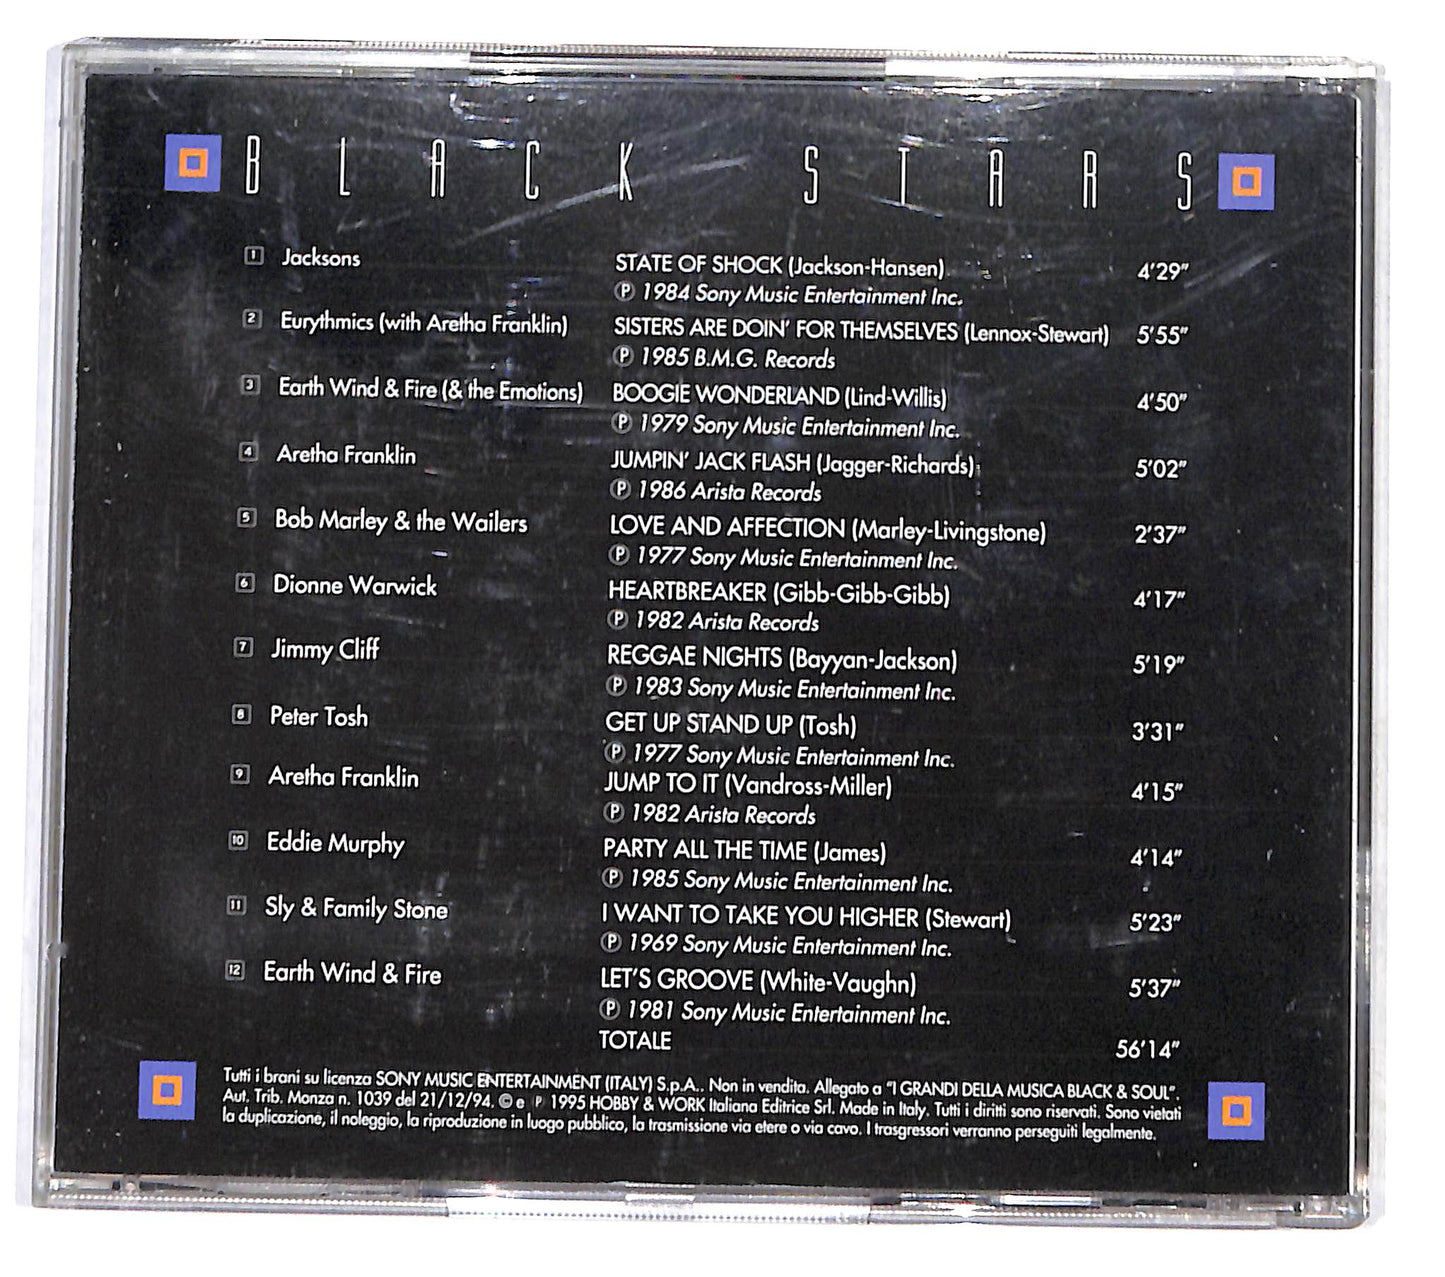 BLACK STARS
1 Jacksons STATE OF SHOCK (Jackson-Hansen) 4'29"
℗ 1984 Sony Music Entertainment Inc.
2 Eurythmics (with Aretha Franklin) SISTERS ARE DOIN' FOR THEMSELVES (Lennox-Stewart) 5'55"
℗ 1985 B.M.G. Records
3 Earth Wind & Fire (& the Emotions) BOOGIE WONDERLAND (Lind-Willis) 4'50"
℗ 1979 Sony Music Entertainment Inc.
4 Aretha Franklin JUMPIN' JACK FLASH (Jagger-Richards) 5'02"
℗ 1986 Arista Records
5 Bob Marley & the Wailers LOVE AND AFFECTION (Marley-Livingstone) 2'37"
℗ 1977 Sony Music Entertainment Inc.
6 Dionne Warwick HEARTBREAKER (Gibb-Gibb-Gibb) 4'17"
℗ 1982 Arista Records
7 Jimmy Cliff REGGAE NIGHTS (Bayyan-Jackson) 5'19"
℗ 1983 Sony Music Entertainment Inc.
8 Peter Tosh GET UP STAND UP (Tosh) 3'31"
℗ 1977 Sony Music Entertainment Inc.
9 Aretha Franklin JUMP TO IT (Vandross-Miller) 4'15"
℗ 1982 Arista Records
10 Eddie Murphy PARTY ALL THE TIME (James) 4'14"
℗ 1985 Sony Music Entertainment Inc.
11 Sly & Family Stone I WANT TO TAKE YOU HIGHER (Stewart) 5'23"
℗ 1969 Sony Music Entertainment Inc.
12 Earth Wind & Fire LET'S GROOVE (White-Vaughn) 5'37"
℗ 1981 Sony Music Entertainment Inc.
TOTALE 56'14"
Tutti i brani su licenza SONY MUSIC ENTERTAINMENT (ITALY) S.p.A.. Non in vendita. Allegato a "I GRANDI DELLA MUSICA BLACK & SOUL".
Aut. Trib. Monza n. 1039 del 21/12/94. © e ℗ 1995 HOBBY & WORK Italiana Editrice Srl. Made in Italy. Tutti i diritti sono riservati. Sono vietati
la duplicazione, il noleggio, la riproduzione in luogo pubblico, la trasmissione via etere o via cavo. I trasgressori verranno perseguiti legalmente.